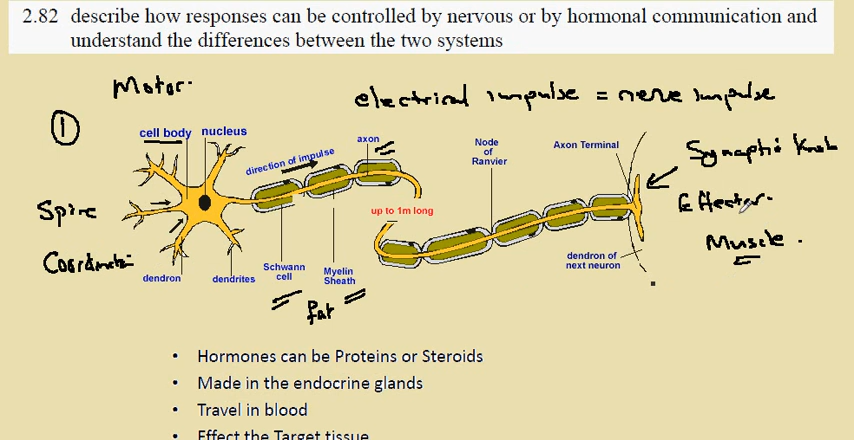 2.82 describe how responses can be controlled by nervous or by hormonal communication and
understand the differences between the two systems
Motor.
electrical impulse = nerve impulse
①
cell body nucleus
direction of impulse
axon
Node
of
Ranvier
Axon Terminal
Synaptic Knob
Effector.
Muscle.
up to 1m long
dendron
dendrites
Schwann
cell
Myelin
Sheath
fat
dendron of
next neuron
• Hormones can be Proteins or Steroids
• Made in the endocrine glands
• Travel in blood
• Effect the Target tissue